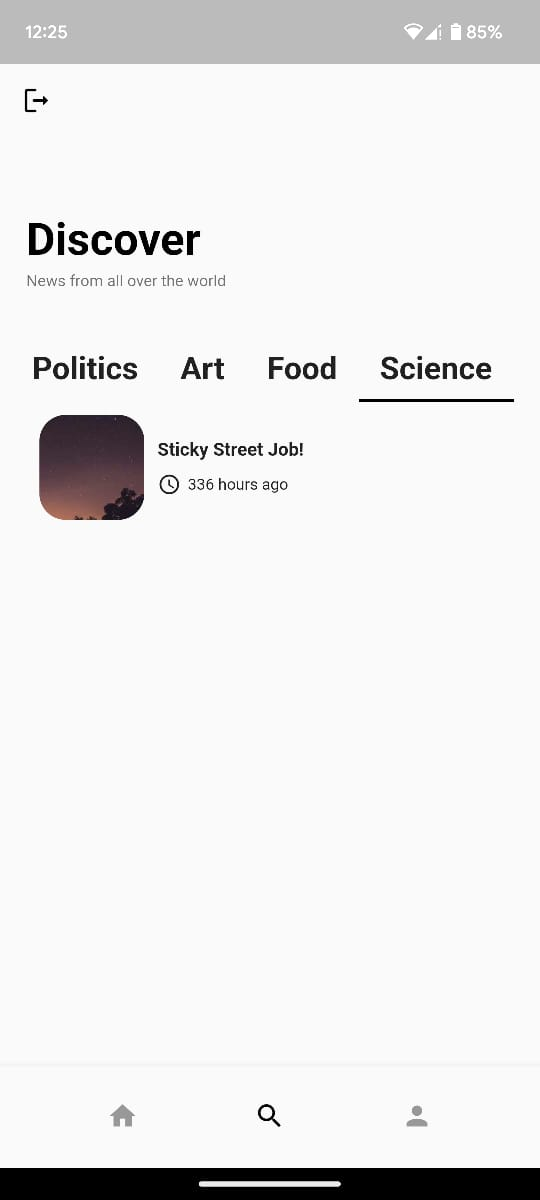 12:25 85%
Discover
News from all over the world
Politics Art Food Science
Sticky Street Job!
336 hours ago